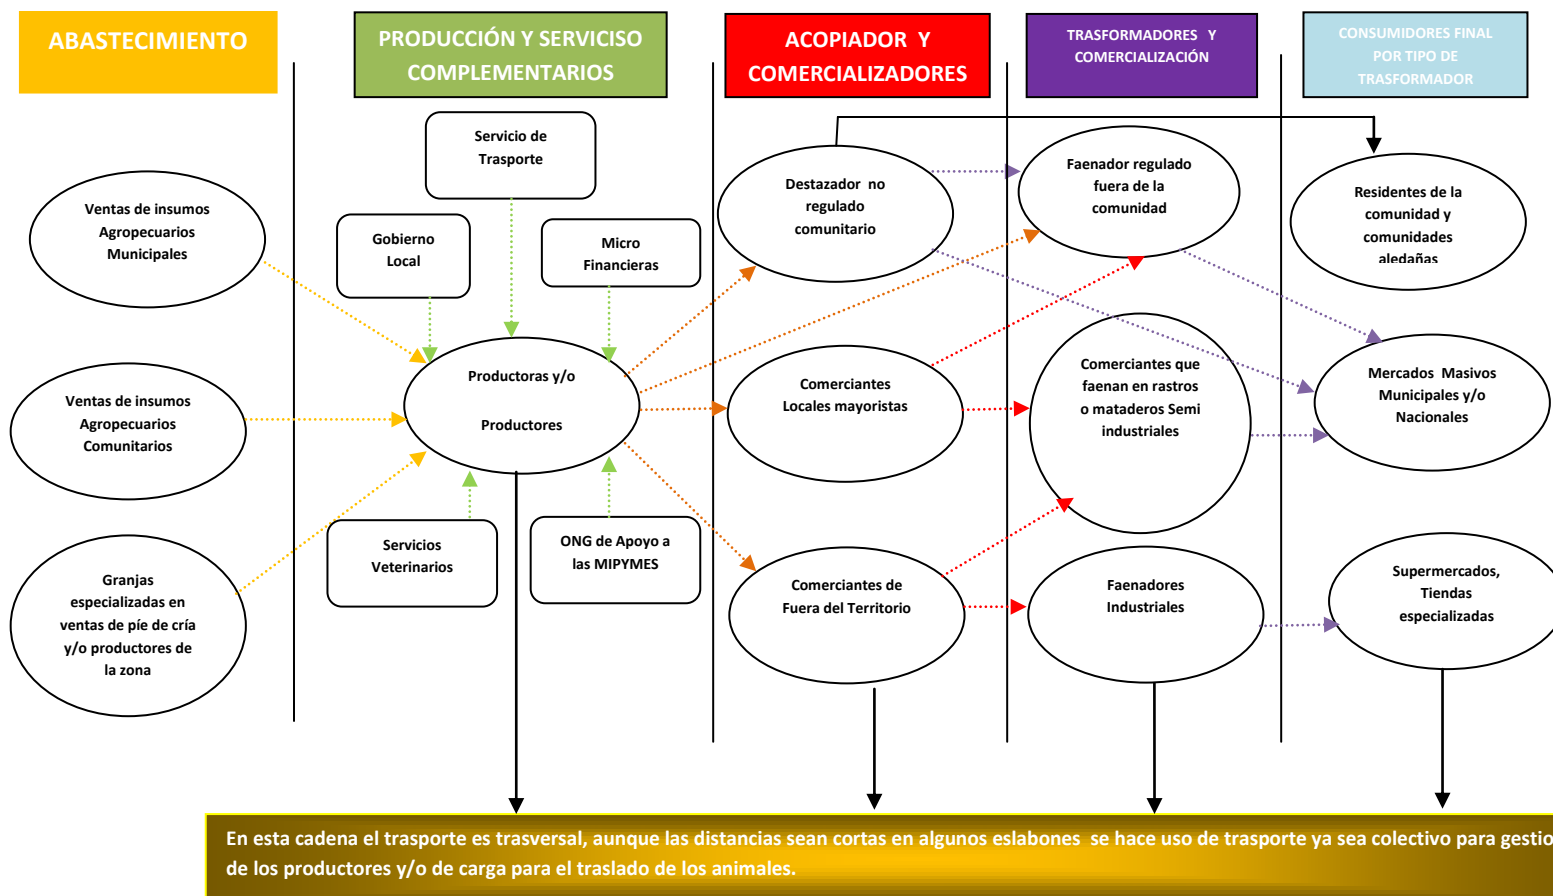 ABASTECIMIENTO
PRODUCCIÓN Y SERVICISO
COMPLEMENTARIOS
ACOPIADOR Y
COMERCIALIZADORES
TRASFORMADORES Y
COMERCIALIZACIÓN
CONSUMIDORES FINAL
POR TIPO DE
TRASFORMADOR
Ventas de insumos
Agropecuarios
Municipales
Ventas de insumos
Agropecuarios
Comunitarios
Granjas
especializadas en
ventas de píe de cría
y/o productores de
la zona
Servicio de
Trasporte
Gobierno
Local
Micro
Financieras
Productoras y/o
Productores
Servicios
Veterinarios
ONG de Apoyo a
las MIPYMES
Destazador no
regulado
comunitario
Comerciantes
Locales mayoristas
Comerciantes de
Fuera del Territorio
Faenador regulado
fuera de la
comunidad
Comerciantes que
faenan en rastros
o mataderos Semi
industriales
Faenadores
Industriales
Residentes de la
comunidad y
comunidades
aledañas
Mercados Masivos
Municipales y/o
Nacionales
Supermercados,
Tiendas
especializadas
En esta cadena el trasporte es trasversal, aunque las distancias sean cortas en algunos eslabones se hace uso de trasporte ya sea colectivo para gestio
de los productores y/o de carga para el traslado de los animales.